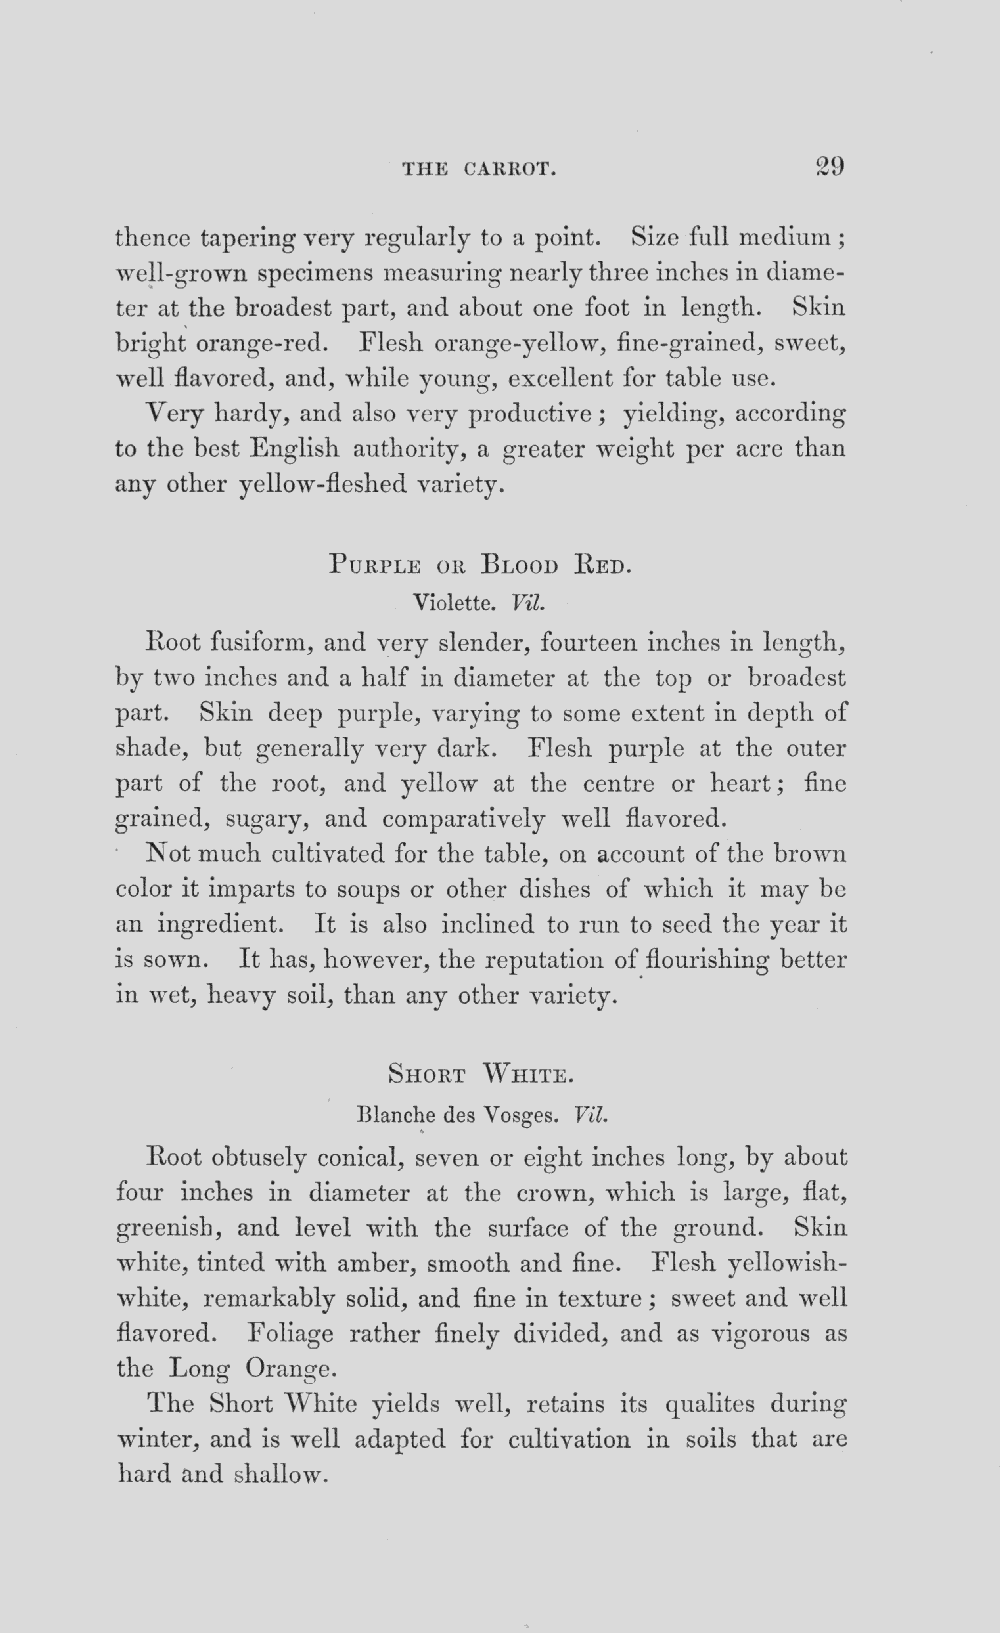 THE CARROT. 29
thence tapering very regularly to a point. Size full medium ;
well-grown specimens measuring nearly three inches in diame-
ter at the broadest part, and about one foot in length. Skin
bright orange-red. Flesh orange-yellow, fine-grained, sweet,
well flavored, and, while young, excellent for table use.
Very hardy, and also very productive ; yielding, according
to the best English authority, a greater weight per acre than
any other yellow-fleshed variety.
PURPLE OR BLOOD RED.
Violette. Vil.
Root fusiform, and very slender, fourteen inches in length,
by two inches and a half in diameter at the top or broadest
part. Skin deep purple, varying to some extent in depth of
shade, but generally very dark. Flesh purple at the outer
part of the root, and yellow at the centre or heart ; fine
grained, sugary, and comparatively well flavored.
Not much cultivated for the table, on account of the brown
color it imparts to soups or other dishes of which it may be
an ingredient. It is also inclined to run to seed the year it
is sown. It has, however, the reputation of flourishing better
in wet, heavy soil, than any other variety.
SHORT WHITE.
Blanche des Vosges. Vil.
Root obtusely conical, seven or eight inches long, by about
four inches in diameter at the crown, which is large, flat,
greenish, and level with the surface of the ground. Skin
white, tinted with amber, smooth and fine. Flesh yellowish-
white, remarkably solid, and fine in texture ; sweet and well
flavored. Foliage rather finely divided, and as vigorous as
the Long Orange.
The Short White yields well, retains its qualites during
winter, and is well adapted for cultivation in soils that are
hard and shallow.